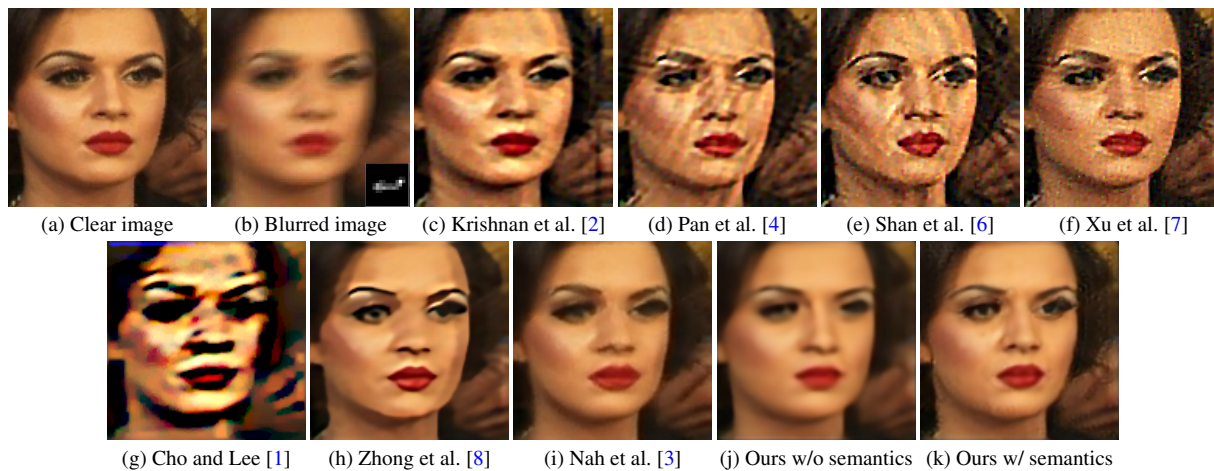 (a) Clear image (b) Blurred image (c) Krishnan et al. [2] (d) Pan et al. [4] (e) Shan et al. [6] (f) Xu et al. [7]
(g) Cho and Lee [1] (h) Zhong et al. [8] (i) Nah et al. [3] (j) Ours w/o semantics (k) Ours w/ semantics